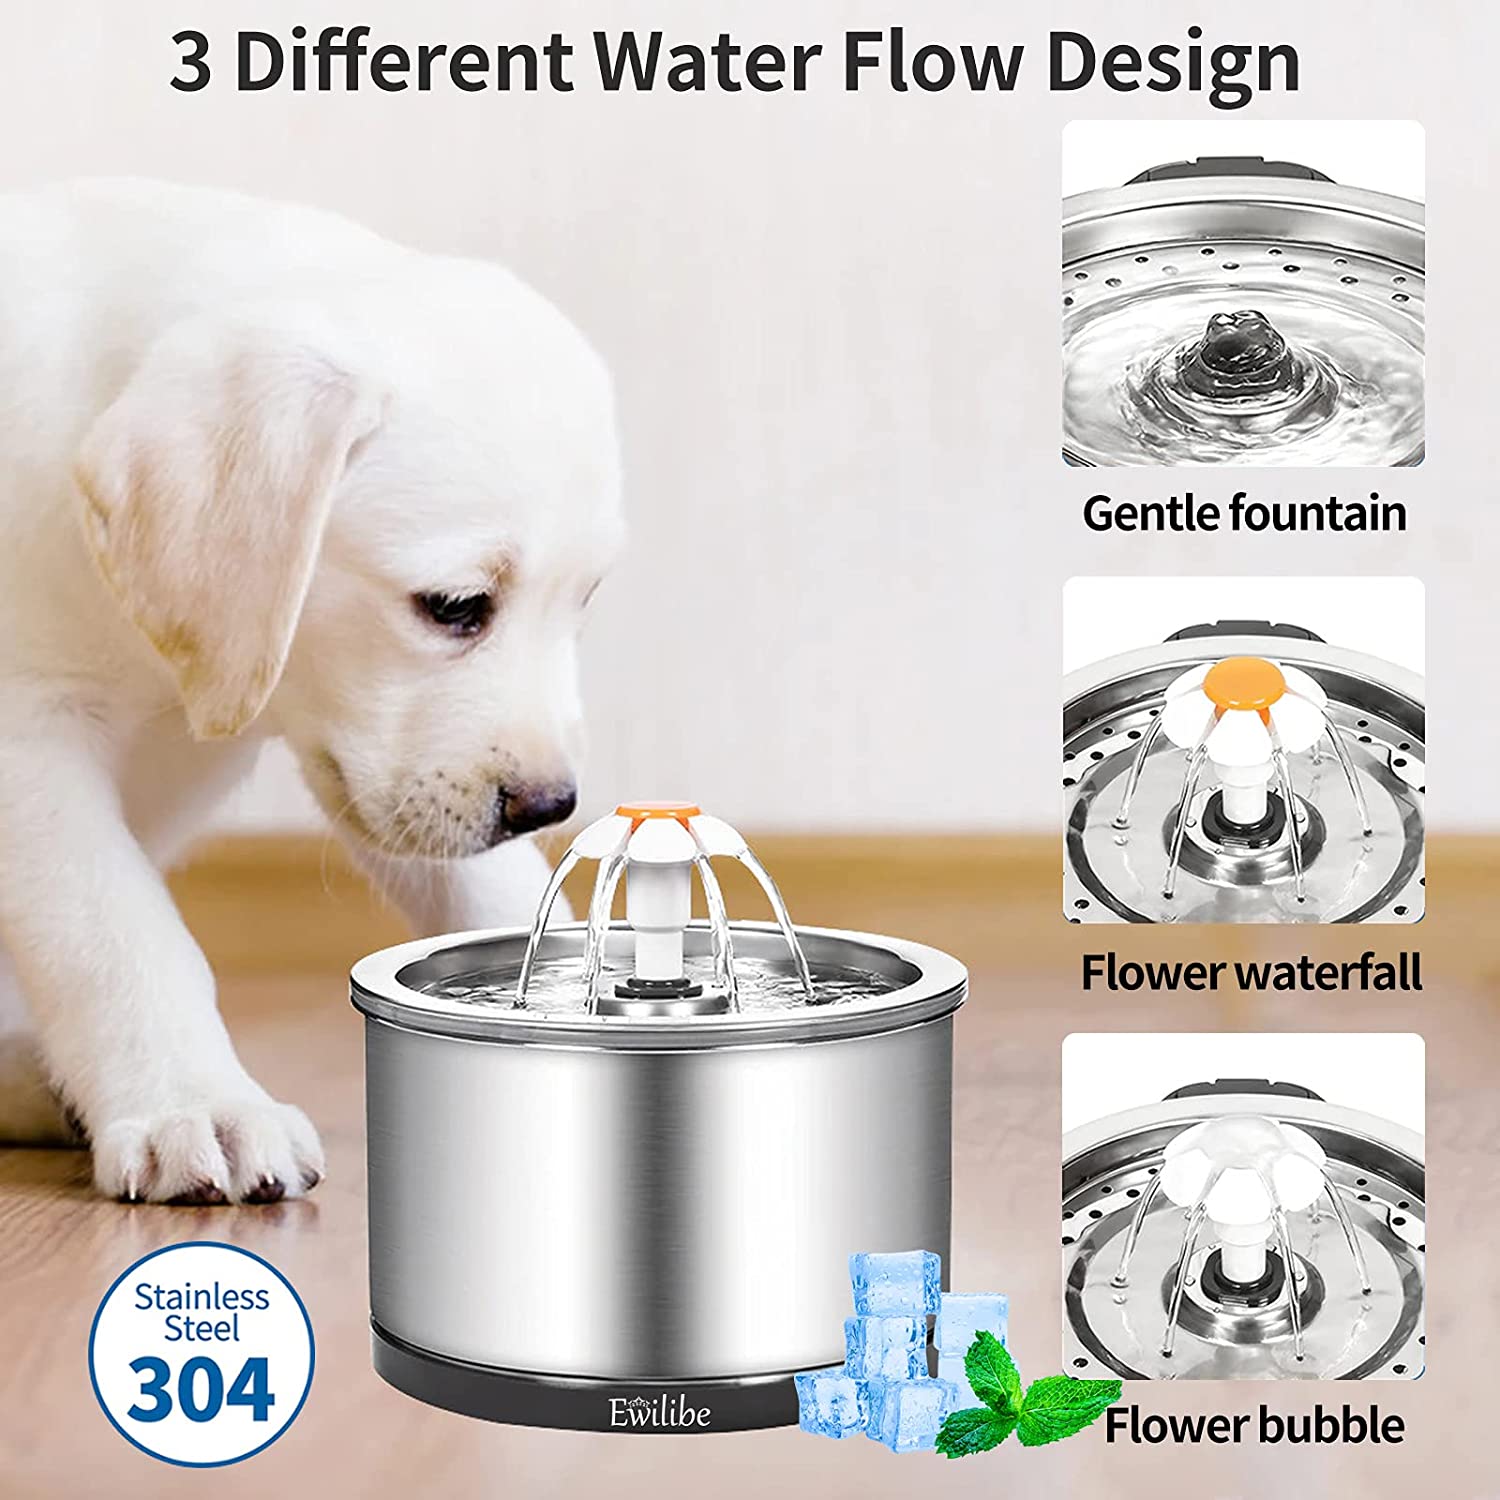 3 Different Water Flow Design
Gentle fountain
Flower waterfall
Stainless
Steel
304
Ewilibe
Flower bubble